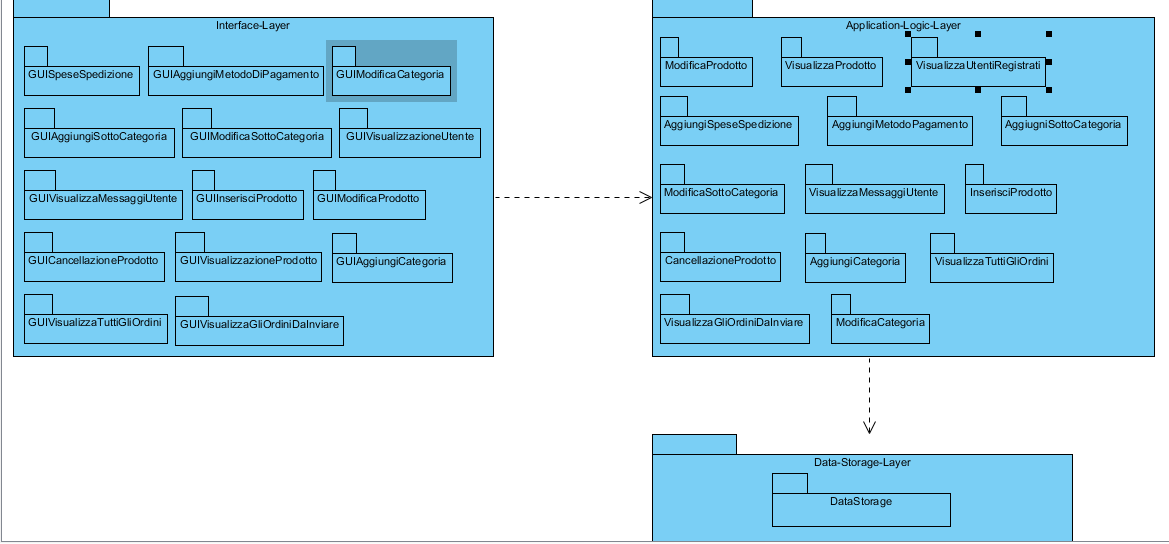 Interface-Layer
GUISpeseSpedizione
GUIAggiungiMetodoDiPagamento
GUIModificaCategoria
GUIAggiungiSottoCategoria
GUIModificaSottoCategoria
GUIVisualizzazioneUtente
GUIVisualizzaMessaggiUtente
GUIInserisciProdotto
GUIModificaProdotto
GUICancellazioneProdotto
GUIVisualizzazioneProdotto
GUIAggiungiCategoria
GUIVisualizzaTuttiGliOrdini
GUIVisualizzaGliOrdiniDaInviare
Application-Logic-Layer
ModificaProdotto
VisualizzaProdotto
VisualizzaUtentiRegistrati
AggiungiSpeseSpedizione
AggiungiMetodoPagamento
AggiugniSottoCategoria
ModificaSottoCategoria
VisualizzaMessaggiUtente
InserisciProdotto
CancellazioneProdotto
AggiungiCategoria
VisualizzaTuttiGliOrdini
VisualizzaGliOrdiniDaInviare
ModificaCategoria
Data-Storage-Layer
DataStorage